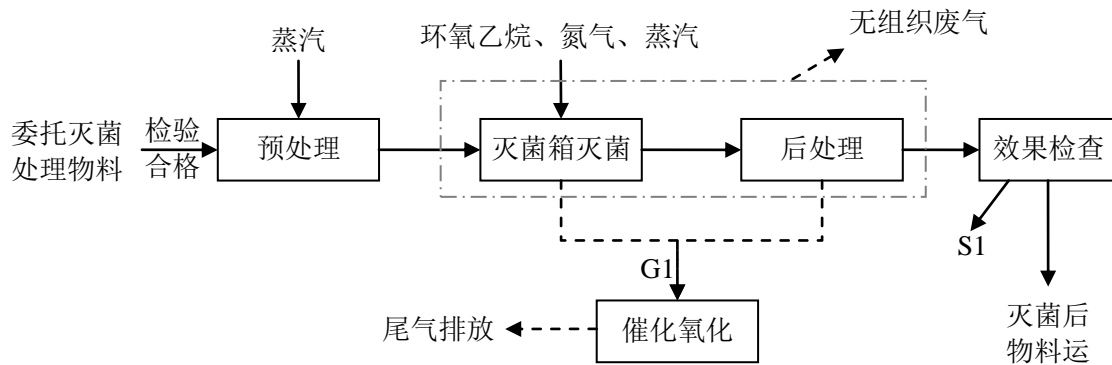 蒸汽
环氧乙烷、氮气、蒸汽
无组织废气
委托灭菌
处理物料
检验
合格
预处理
灭菌箱灭菌
后处理
效果检查
G1
S1
尾气排放
催化氧化
灭菌后
物料运